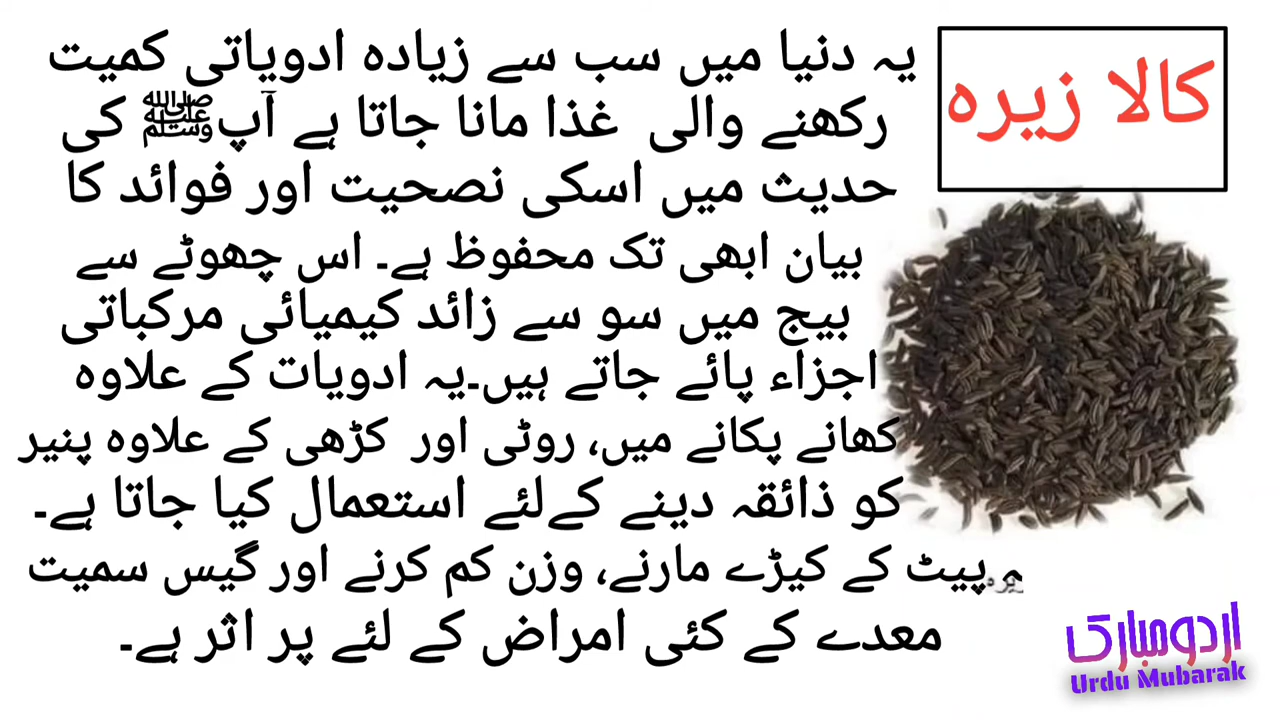 کالا زیرہ
یہ دنیا میں سب سے زیادہ ادویاتی کمیت
رکھنے والی غذا مانا جاتا ہے آپﷺ کی
حدیث میں اسکی نصحیت اور فوائد کا
بیان ابھی تک محفوظ ہے۔ اس چھوٹے سے
بیج میں سو سے زائد کیمیائی مرکباتی
اجزاء پائے جاتے ہیں۔یہ ادویات کے علاوہ
کھانے پکانے میں، روٹی اور کڑھی کے علاوہ پنیر
کو ذائقہ دینے کےلئے استعمال کیا جاتا ہے۔
پیٹ کے کیڑے مارنے، وزن کم کرنے اور گیس سمیت
معدے کے کئی امراض کے لئے پر اثر ہے۔
اردو مبارک
Urdu Mubarak